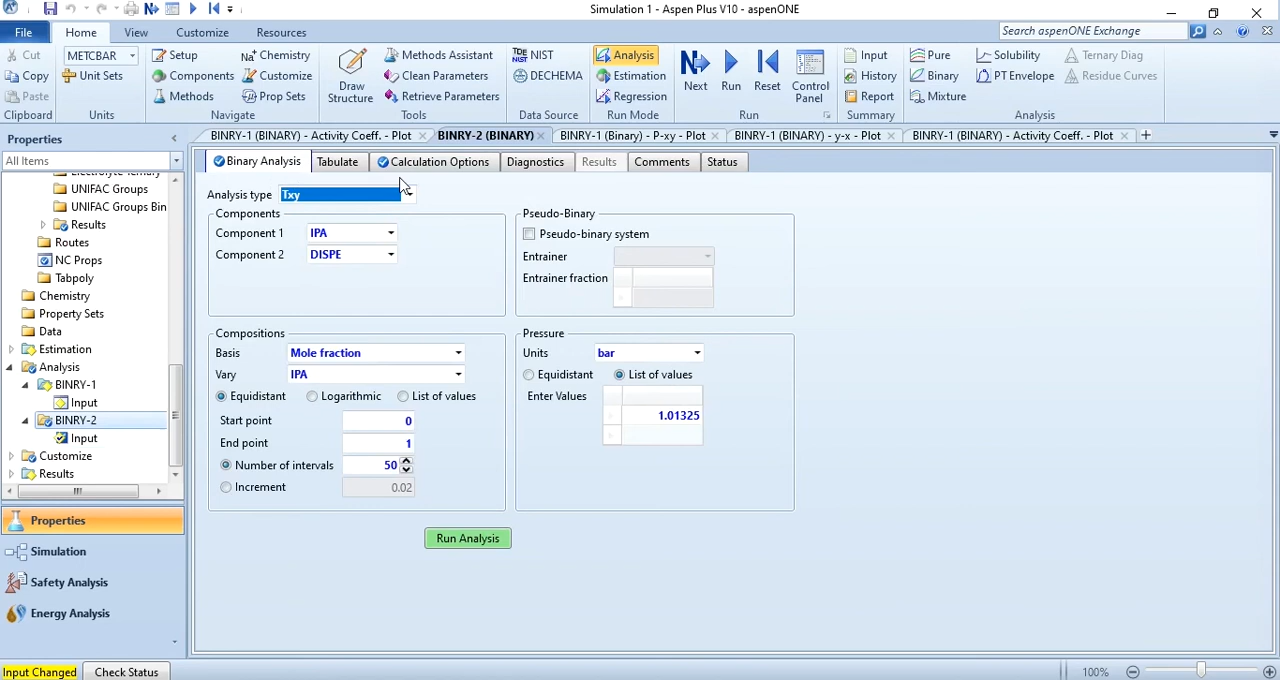 Simulation 1 - Aspen Plus V10 - aspenONE
File Home View Customize Resources Search aspenONE Exchange
Cut METCBAR Setup Chemistry Methods Assistant NIST Analysis Input Pure Solubility Ternary Diag
Copy Unit Sets Components Customize Clean Parameters DECHEMA Estimation History Binary PT Envelope Residue Curves
Paste Methods Prop Sets Draw Structure Retrieve Parameters Regression Next Run Reset Control Panel Report Mixture
Clipboard Units Navigate Tools Data Source Run Mode Run Summary Analysis
Properties BINRY-1 (BINARY) - Activity Coeff. - Plot BINRY-2 (BINARY) BINRY-1 (Binary) - P-xy - Plot BINRY-1 (BINARY) - y-x - Plot BINRY-1 (BINARY) - Activity Coeff. - Plot
All Items
Binary Analysis Tabulate Calculation Options Diagnostics Results Comments Status
UNIFAC Groups
UNIFAC Groups Bin
Results
Routes
NC Props
Tabpoly
Chemistry
Property Sets
Data
Estimation
Analysis
BINRY-1
Input
BINRY-2
Input
Customize
Results
Properties
Simulation
Safety Analysis
Energy Analysis
Analysis type Txy
Components
Component 1 IPA
Component 2 DISPE
Pseudo-Binary
Pseudo-binary system
Entrainer
Entrainer fraction
Compositions
Basis Mole fraction
Vary IPA
Equidistant Logarithmic List of values
Start point 0
End point 1
Number of intervals 50
Increment 0.02
Pressure
Units bar
Equidistant List of values
Enter Values
1.01325
Run Analysis
Input Changed Check Status 100%